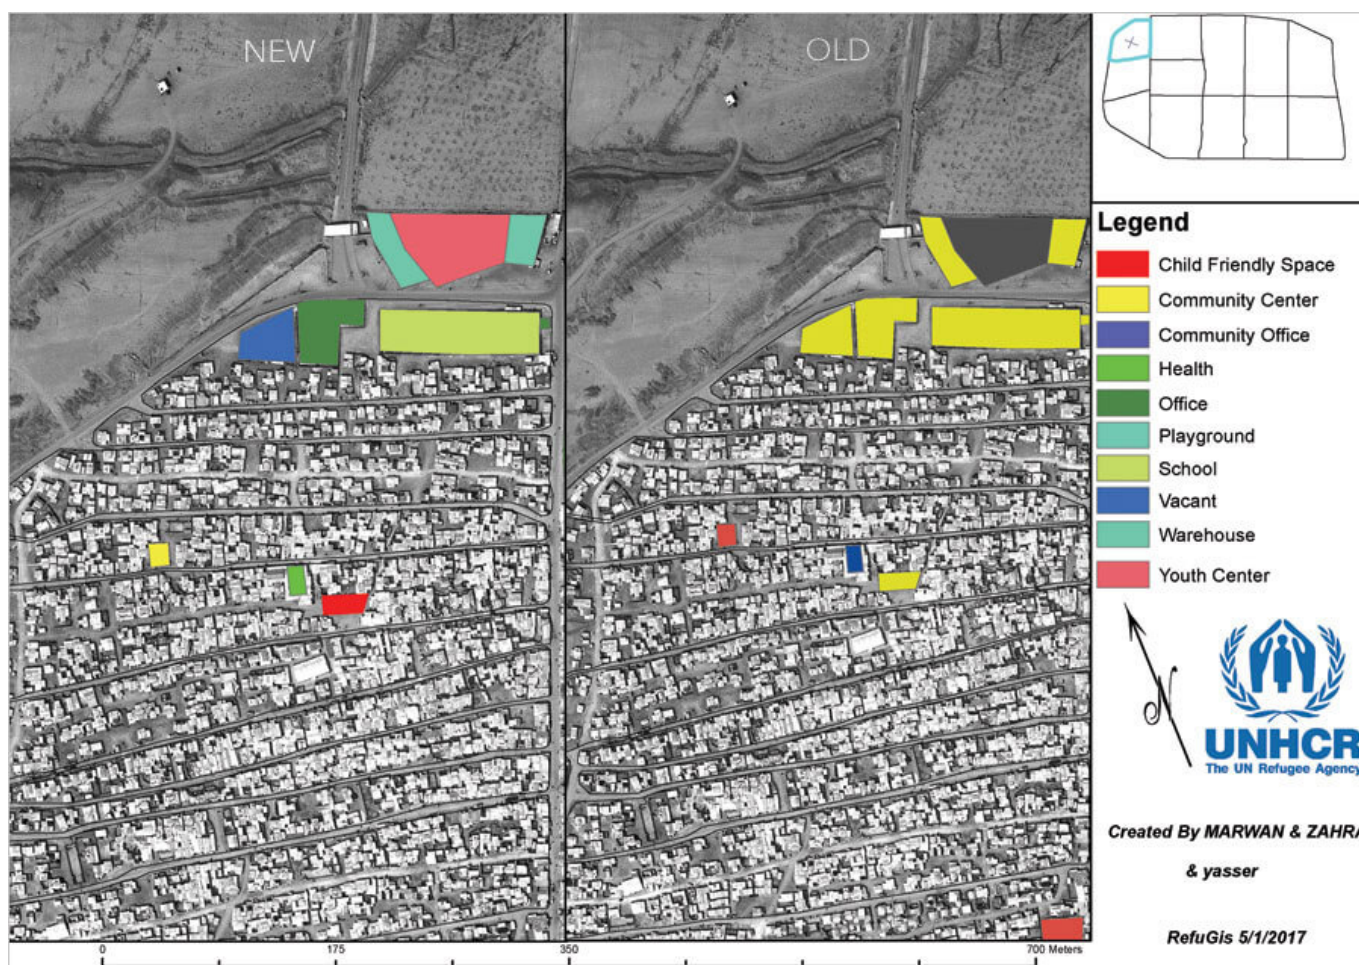 NEW
OLD
Legend
Child Friendly Space
Community Center
Community Office
Health
Office
Playground
School
Vacant
Warehouse
Youth Center
N
UNHCR
The UN Refugee Agency
Created By MARWAN & ZAHRA
& yasser
RefuGis 5/1/2017
0 175 350 700 Meters